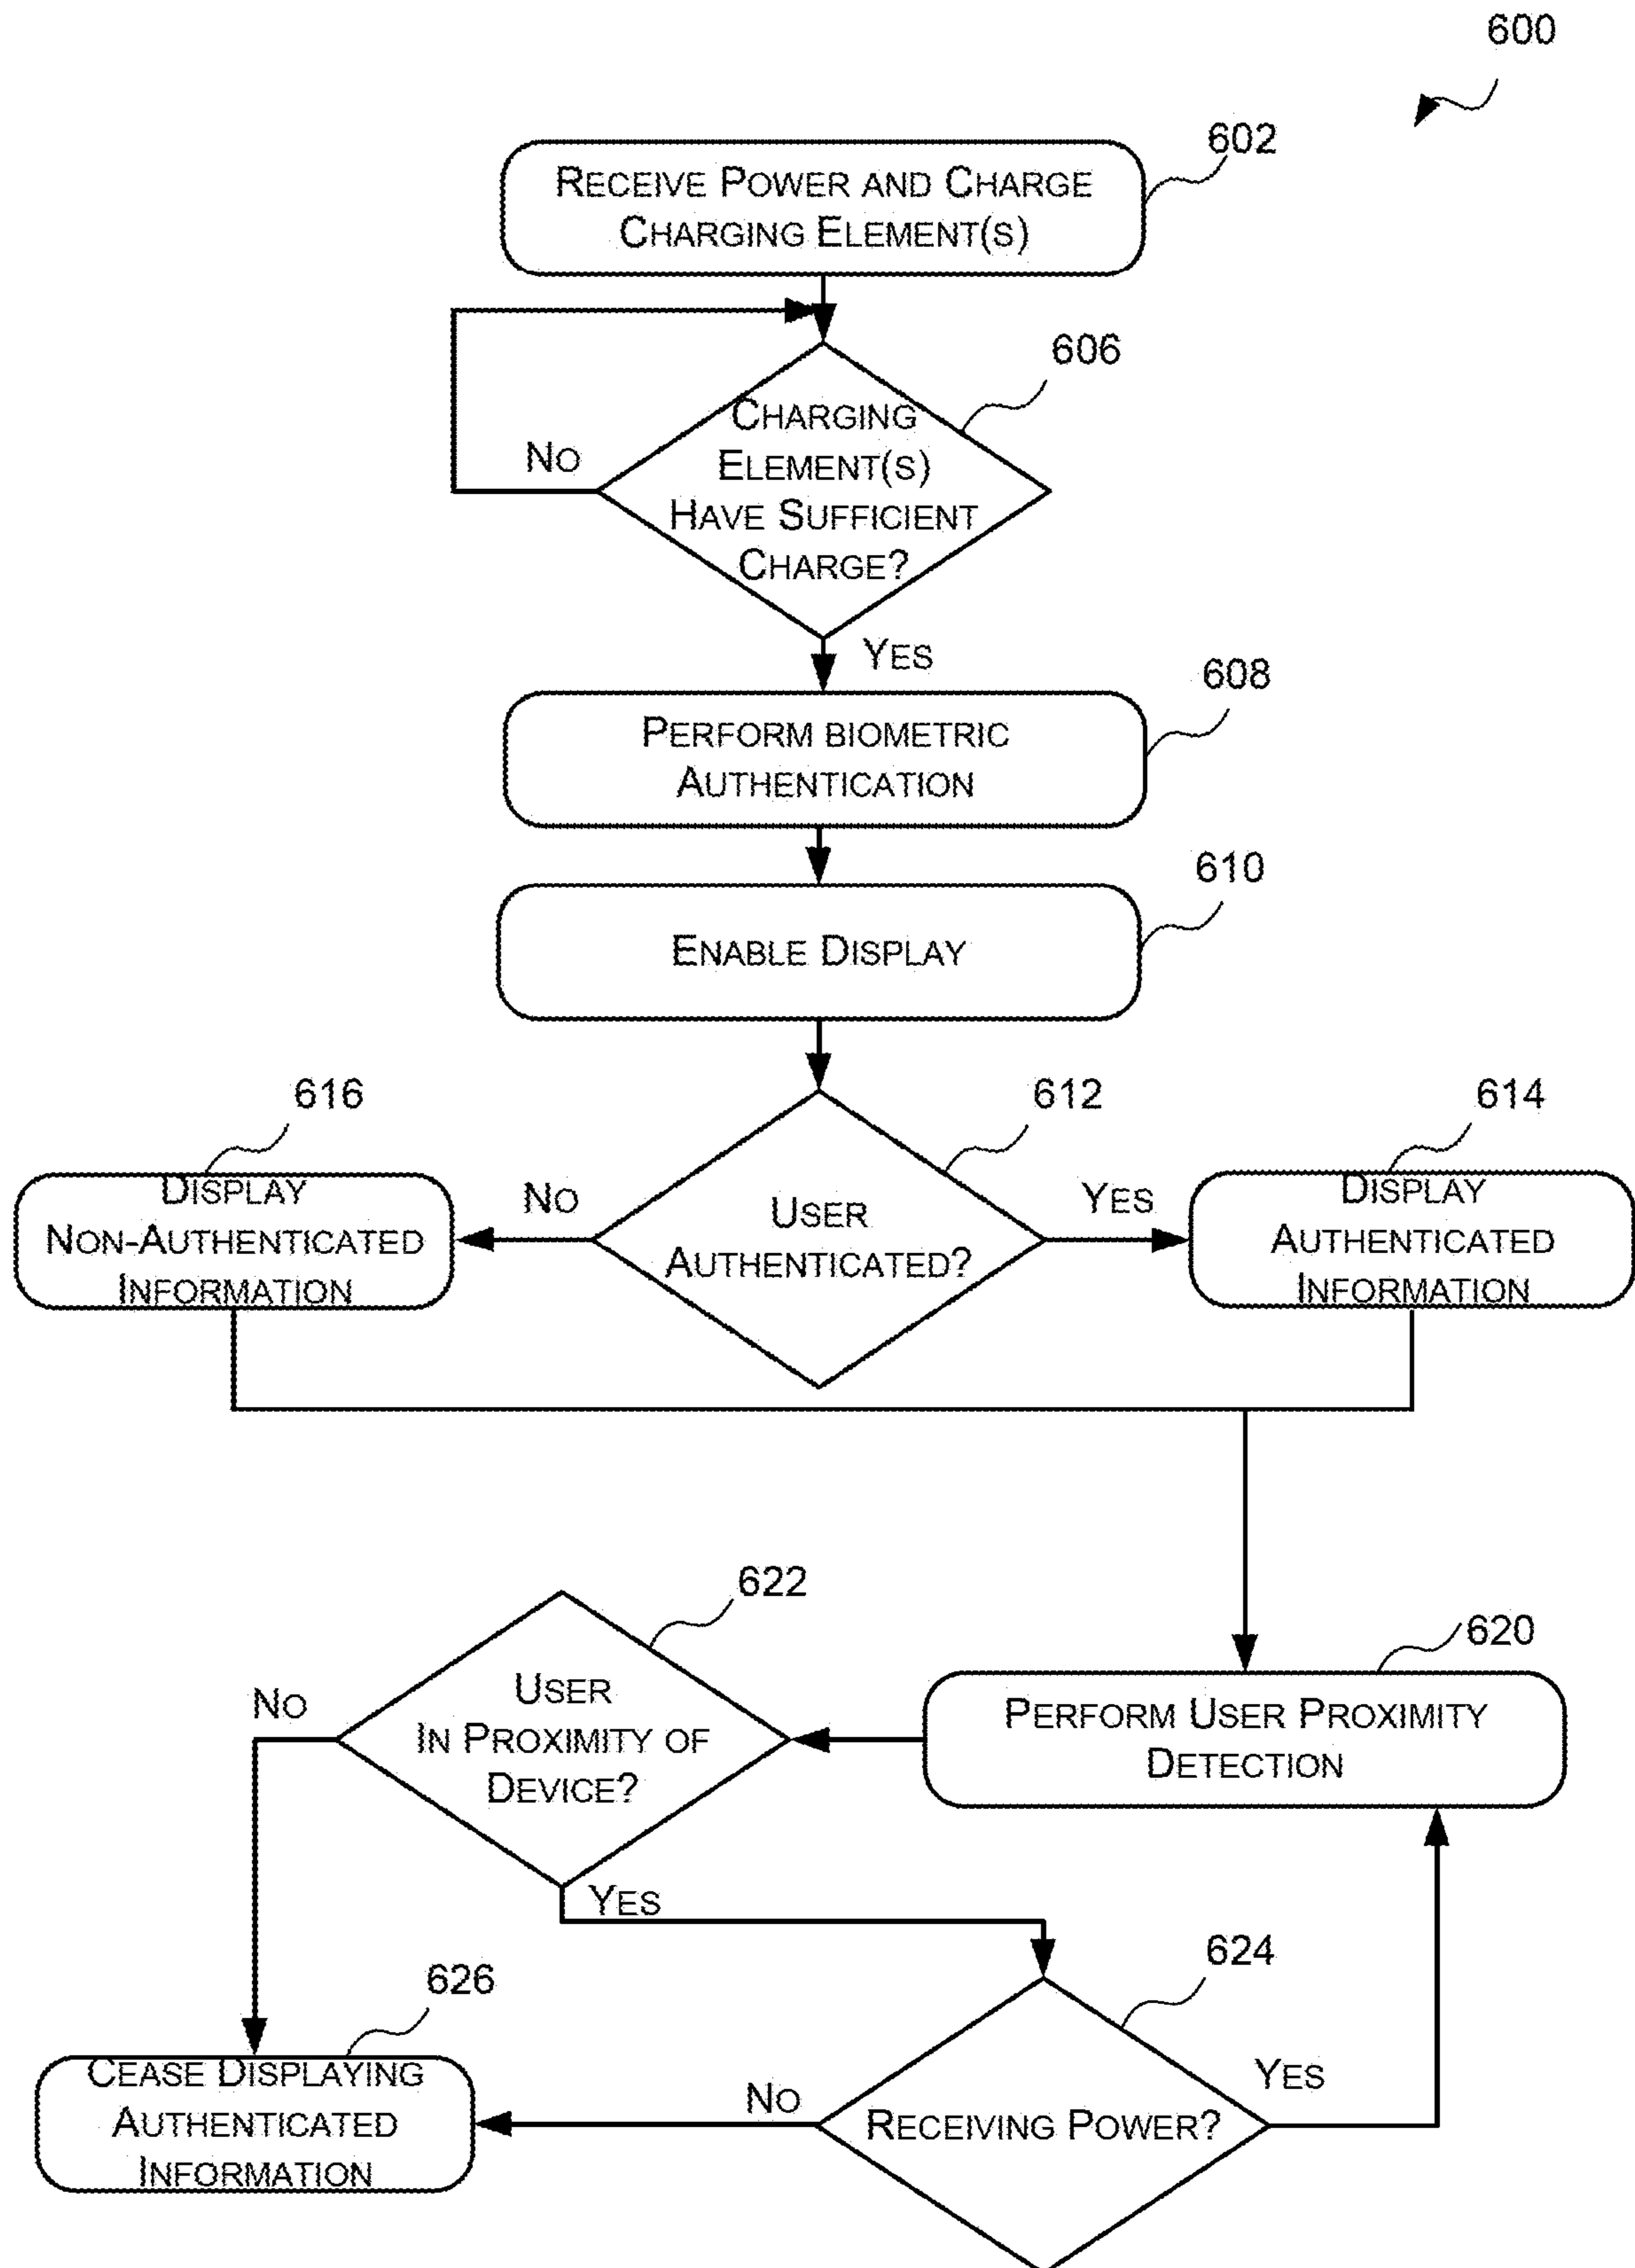 600
602
RECEIVE POWER AND CHARGE
CHARGING ELEMENT(S)
606
CHARGING
ELEMENT(S)
HAVE SUFFICIENT
CHARGE?
NO
YES
608
PERFORM BIOMETRIC
AUTHENTICATION
610
ENABLE DISPLAY
616
612
614
DISPLAY
NON-AUTHENTICATED
INFORMATION
NO
USER
AUTHENTICATED?
YES
DISPLAY
AUTHENTICATED
INFORMATION
622
620
NO
USER
IN PROXIMITY OF
DEVICE?
PERFORM USER PROXIMITY
DETECTION
YES
624
626
CEASE DISPLAYING
AUTHENTICATED
INFORMATION
NO
RECEIVING POWER?
YES